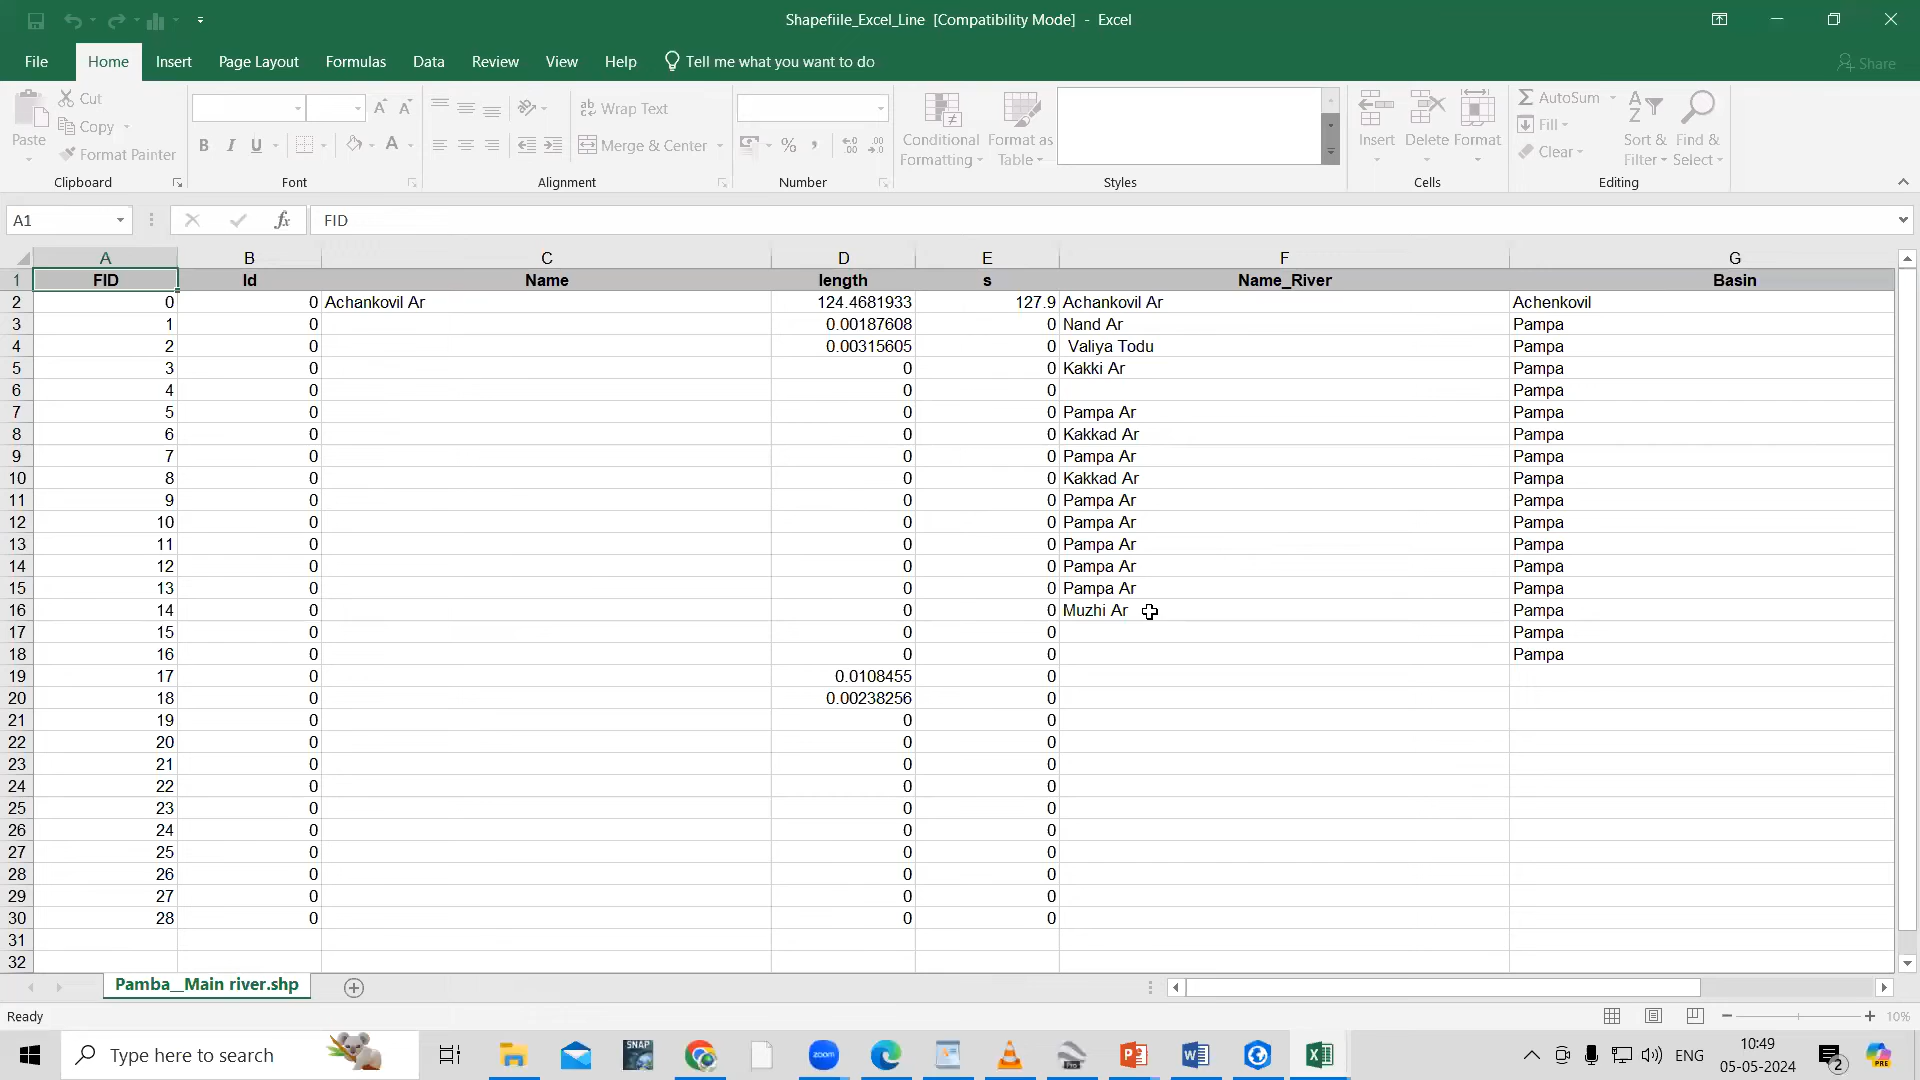 Shapefiile_Excel_Line [Compatibility Mode] - Excel
File Home Insert Page Layout Formulas Data Review View Help Tell me what you want to do Share
Paste
Cut
Copy
Format Painter
Clipboard
B I U A
Font
Wrap Text
Merge & Center
Alignment
%
Number
Conditional Formatting
Format as Table
Styles
Insert Delete Format
Cells
AutoSum
Fill
Clear
Sort & Filter
Find & Select
Editing
A1 fx FID
A B C D E F G
1 FID Id Name length s Name_River Basin
2 0 0 Achankovil Ar 124.4681933 127.9 Achankovil Ar Achenkovil
3 1 0 0.00187608 0 Nand Ar Pampa
4 2 0 0.00315605 0 Valiya Todu Pampa
5 3 0 0 0 Kakki Ar Pampa
6 4 0 0 0 Pampa
7 5 0 0 0 Pampa Ar Pampa
8 6 0 0 0 Kakkad Ar Pampa
9 7 0 0 0 Pampa Ar Pampa
10 8 0 0 0 Kakkad Ar Pampa
11 9 0 0 0 Pampa Ar Pampa
12 10 0 0 0 Pampa Ar Pampa
13 11 0 0 0 Pampa Ar Pampa
14 12 0 0 0 Pampa Ar Pampa
15 13 0 0 0 Pampa Ar Pampa
16 14 0 0 0 Muzhi Ar Pampa
17 15 0 0 0 Pampa
18 16 0 0 0 Pampa
19 17 0 0.0108455 0
20 18 0 0.00238256 0
21 19 0 0 0
22 20 0 0 0
23 21 0 0 0
24 22 0 0 0
25 23 0 0 0
26 24 0 0 0
27 25 0 0 0
28 26 0 0 0
29 27 0 0 0
30 28 0 0 0
31
32
Pamba__Main river.shp
Ready 10%
Type here to search SNAP zoom Pro ENG 10:49 2 PRE
05-05-2024